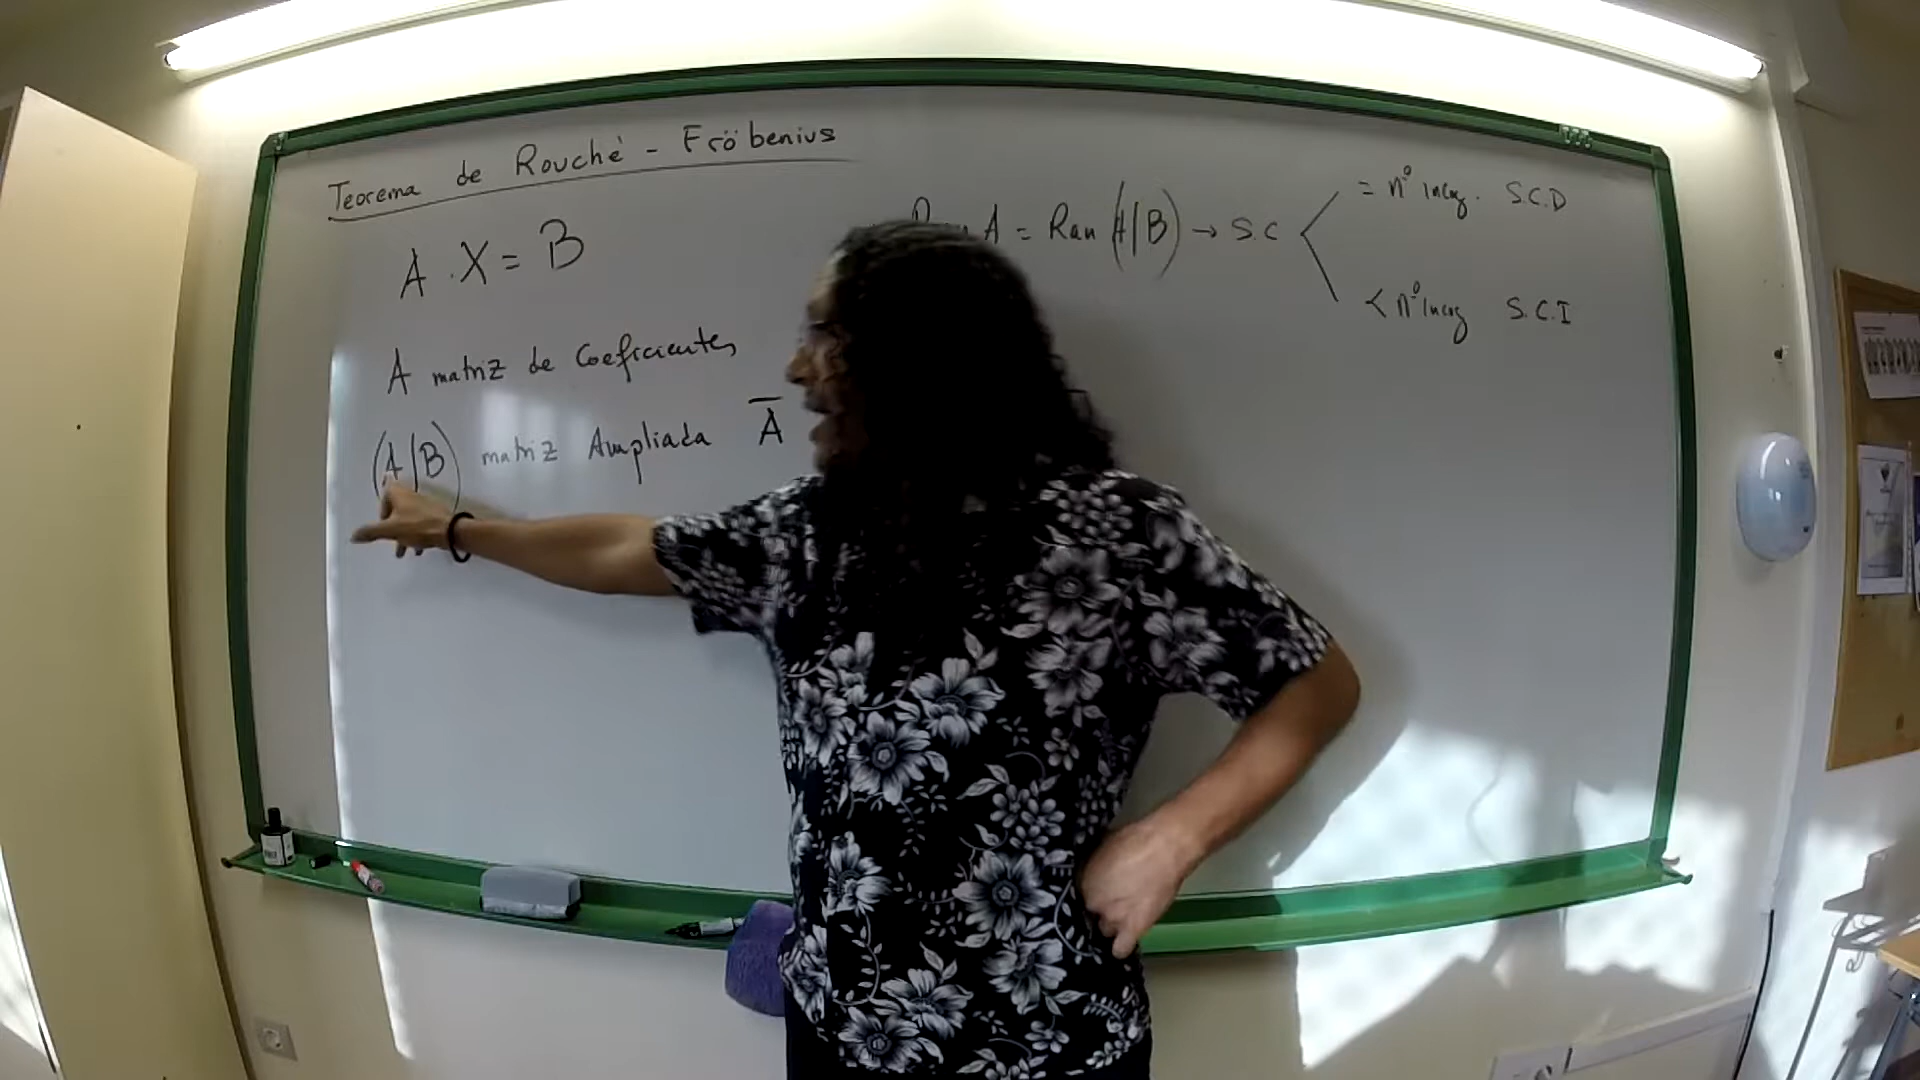 Teorema de Rouché - Fröbenius
A . X = B
A matriz de Coeficientes
(A|B) matriz Ampliada A̅
A = Ran (A|B) → S.C
= nº incog. S.C.D
< nº incog S.C.I